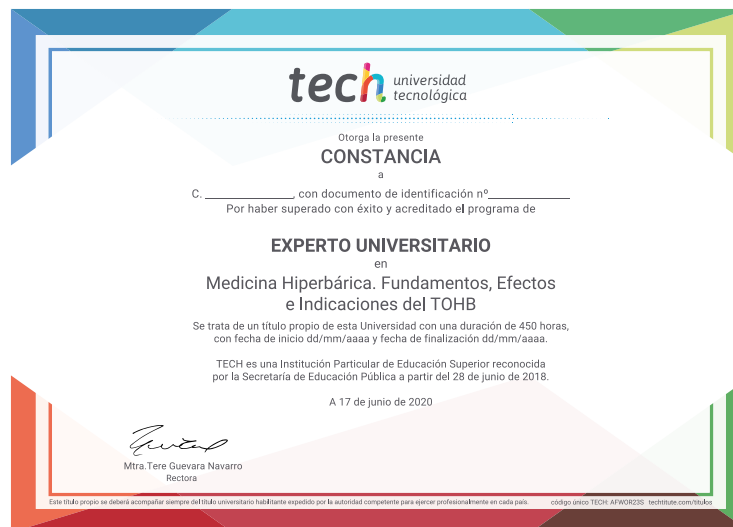 tech universidad
tecnológica
Otorga la presente
CONSTANCIA
a
C. ______________, con documento de identificación nº______________
Por haber superado con éxito y acreditado el programa de
EXPERTO UNIVERSITARIO
en
Medicina Hiperbárica. Fundamentos, Efectos
e Indicaciones del TOHB
Se trata de un título propio de esta Universidad con una duración de 450 horas,
con fecha de inicio dd/mm/aaaa y fecha de finalización dd/mm/aaaa.
TECH es una Institución Particular de Educación Superior reconocida
por la Secretaría de Educación Pública a partir del 28 de junio de 2018.
A 17 de junio de 2020
Mtra.Tere Guevara Navarro
Rectora
Este título propio se deberá acompañar siempre del título universitario habilitante expedido por la autoridad competente para ejercer profesionalmente en cada país. código único TECH: AFWOR23S techtitute.com/titulos